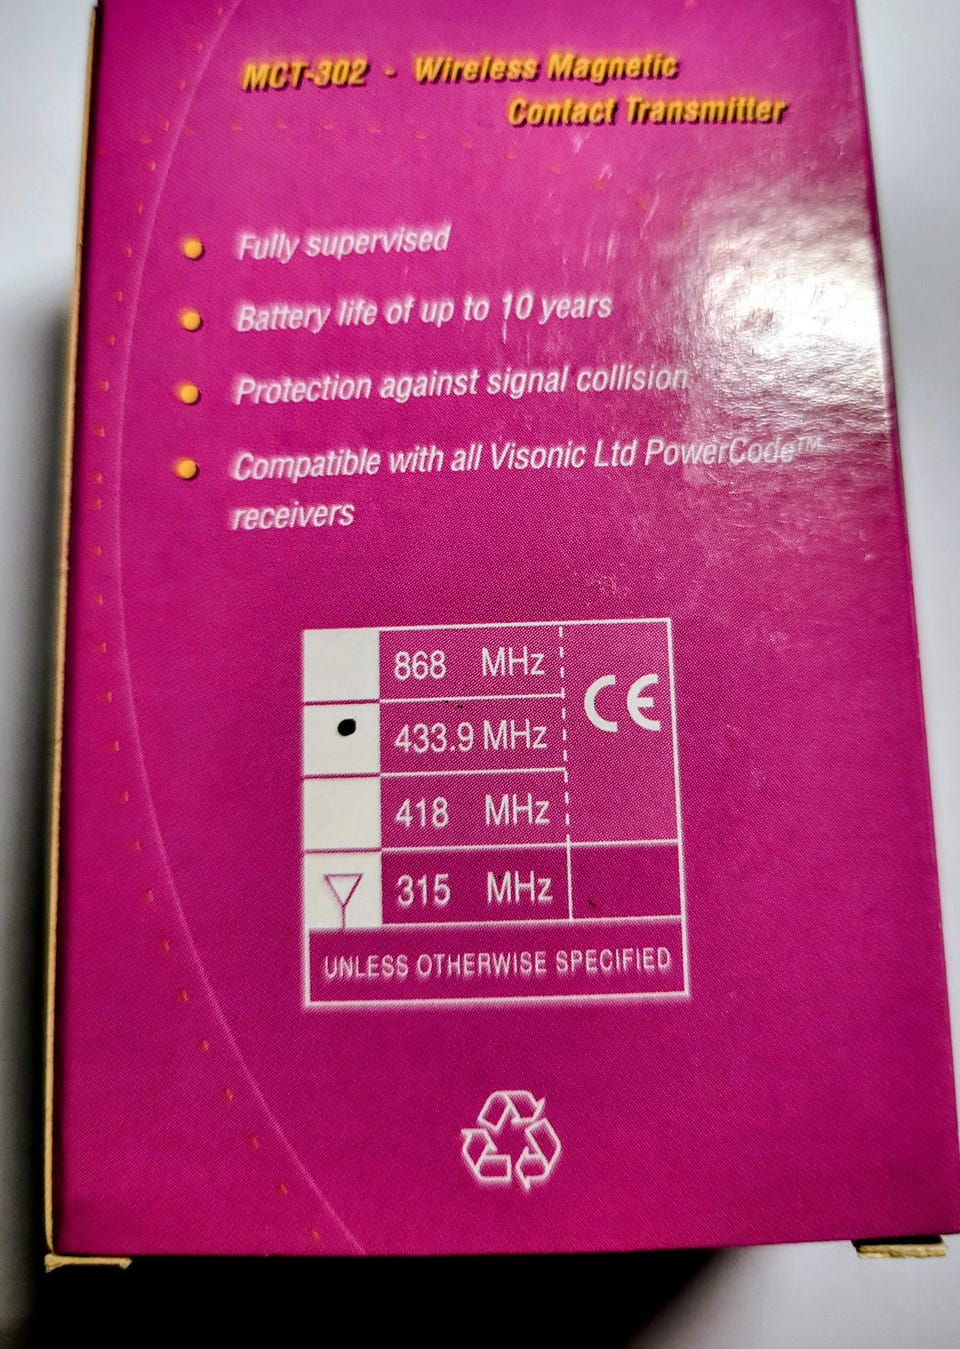 MCT-302 - Wireless Magnetic
Contact Transmitter
Fully supervised
Battery life of up to 10 years
Protection against signal collision
Compatible with all Visonic Ltd PowerCode™
receivers
868 MHz
CE
433.9 MHz
418 MHz
315 MHz
UNLESS OTHERWISE SPECIFIED